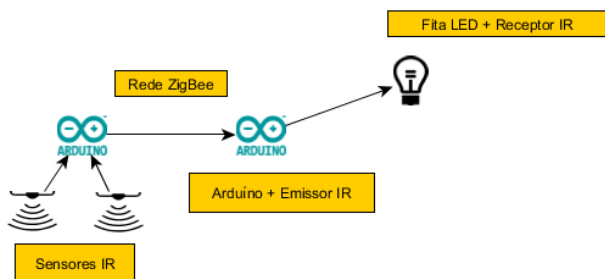 Fita LED + Receptor IR
Rede ZigBee
ARDUINO
ARDUINO
Arduíno + Emissor IR
Sensores IR